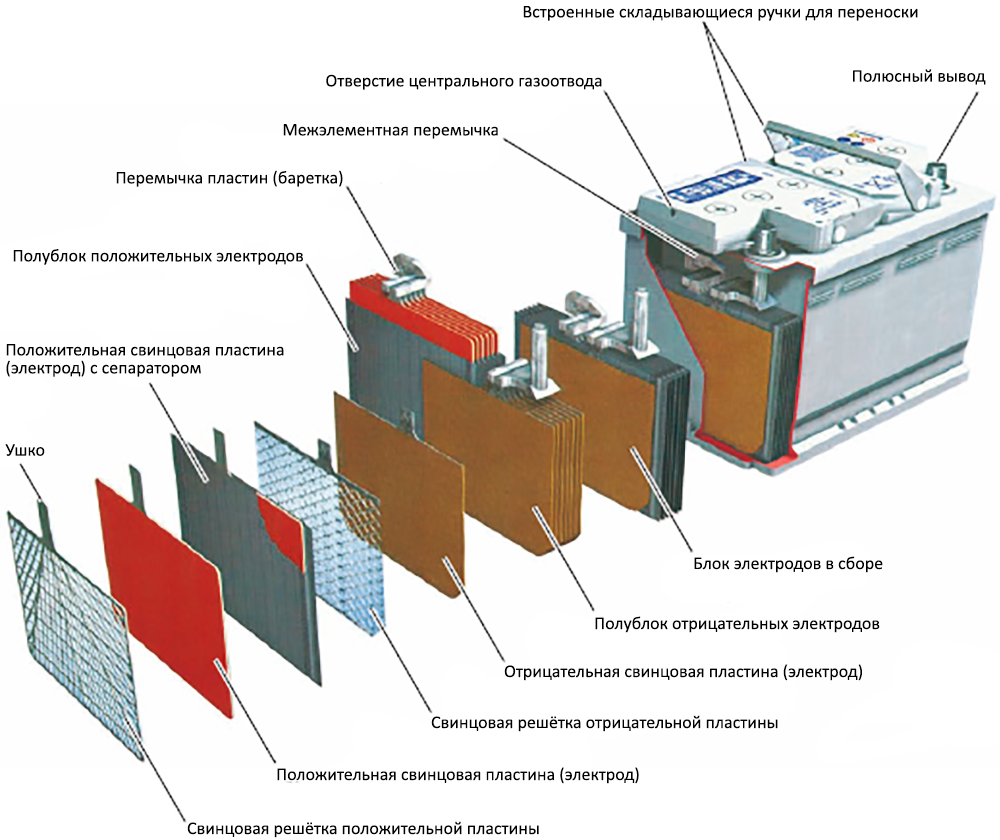 Встроенные складывающиеся ручки для переноски
Отверстие центрального газоотвода
Полюсный вывод
Межэлементная перемычка
Перемычка пластин (баретка)
Полублок положительных электродов
Положительная свинцовая пластина
(электрод) с сепаратором
Ушко
Блок электродов в сборе
Полублок отрицательных электродов
Отрицательная свинцовая пластина (электрод)
Свинцовая решётка отрицательной пластины
Положительная свинцовая пластина (электрод)
Свинцовая решётка положительной пластины